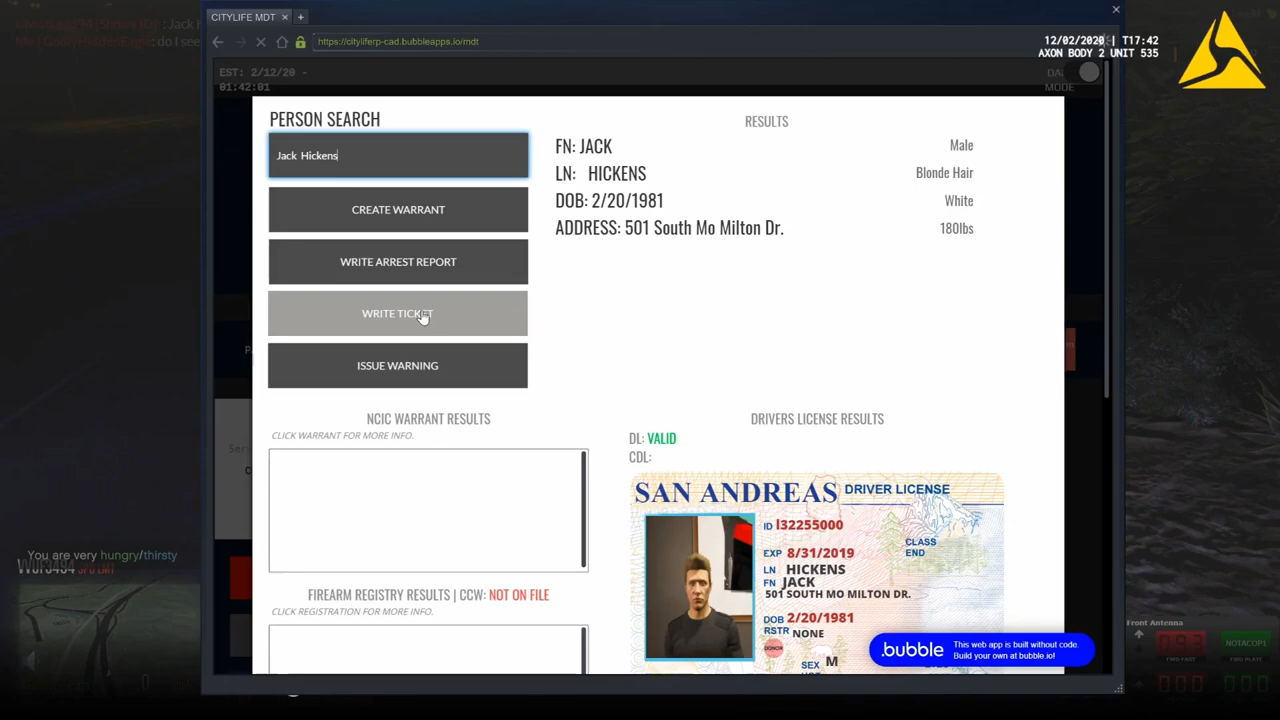 CITYLIFE MDT
https://cityliferp-cad.bubbleapps.io/mdt
12/02/2020 | T17:42
AXON BODY 2 UNIT 535
EST: 2/12/20 -
01:42:01
MODE
PERSON SEARCH
Jack Hickens
CREATE WARRANT
WRITE ARREST REPORT
WRITE TICKET
ISSUE WARNING
RESULTS
FN: JACK
Male
LN: HICKENS
Blonde Hair
DOB: 2/20/1981
White
ADDRESS: 501 South Mo Milton Dr.
180lbs
NCIC WARRANT RESULTS
CLICK WARRANT FOR MORE INFO.
DRIVERS LICENSE RESULTS
DL: VALID
CDL:
SAN ANDREAS DRIVER LICENSE
ID I32255000
CLASS
END
EXP 8/31/2019
LN HICKENS
FN JACK
501 SOUTH MO MILTON DR.
DOB 2/20/1981
RSTR NONE
DONOR
SEX M
FIREARM REGISTRY RESULTS | CCW: NOT ON FILE
CLICK REGISTRATION FOR MORE INFO.
You are very hungry/thirsty
.bubble
This web app is built without code.
Build your own at bubble.io!
Front Antenna
NOTACOP1
FWD FAST
FWD PLATE